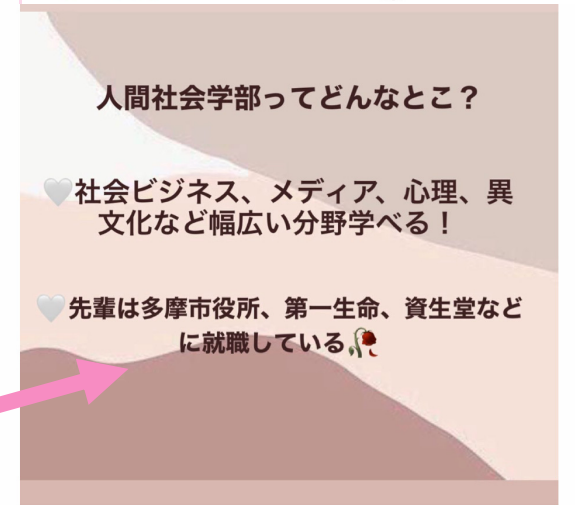 人間社会学部ってどんなとこ？
🤍社会ビジネス、メディア、心理、異
文化など幅広い分野学べる！
🤍先輩は多摩市役所、第一生命、資生堂など
に就職している🥀